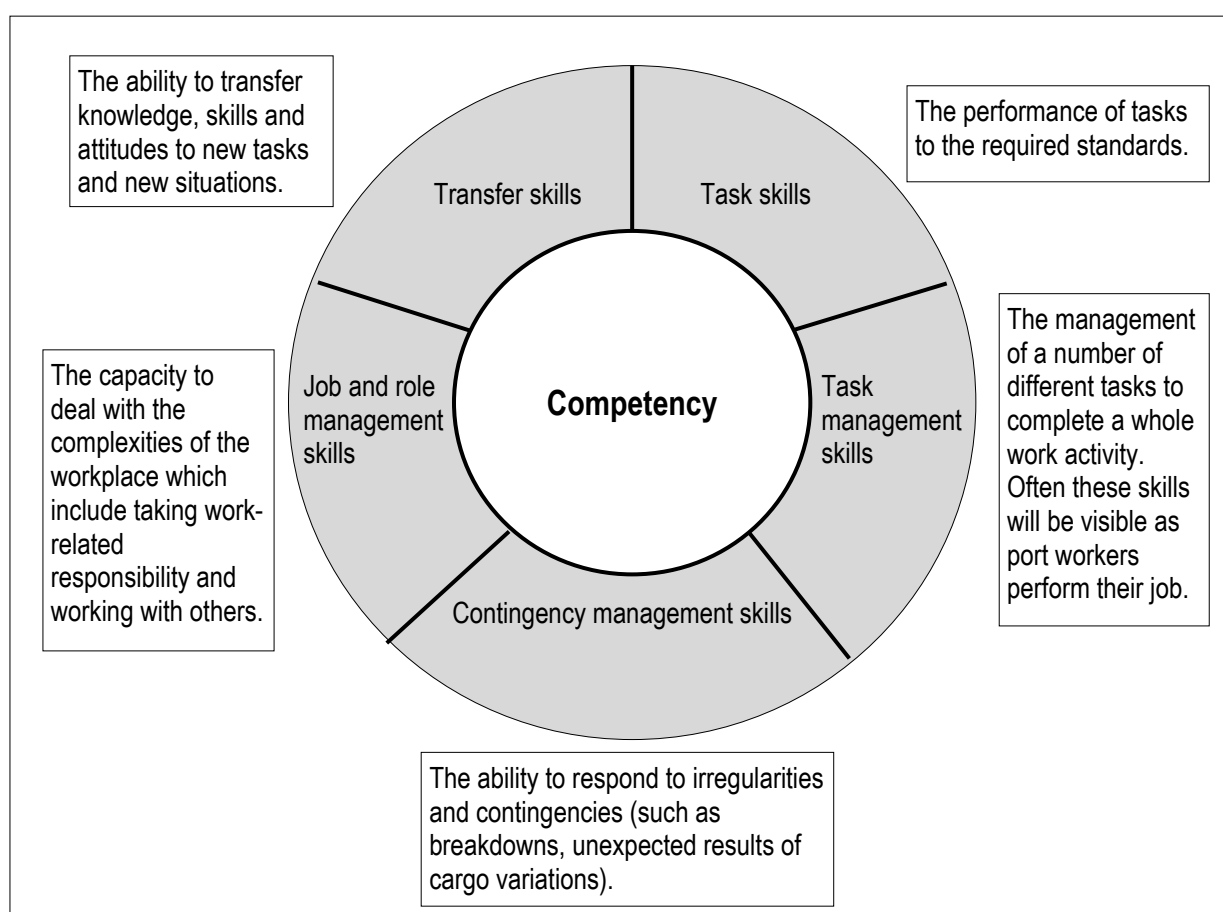 The ability to transfer
knowledge, skills and
attitudes to new tasks
and new situations.
The performance of tasks
to the required standards.
Transfer skills
Task skills
The capacity to
deal with the
complexities of the
workplace which
include taking work-
related
responsibility and
working with others.
Job and role
management
skills
Competency
Task
management
skills
The management
of a number of
different tasks to
complete a whole
work activity.
Often these skills
will be visible as
port workers
perform their job.
Contingency management skills
The ability to respond to irregularities
and contingencies (such as
breakdowns, unexpected results of
cargo variations).